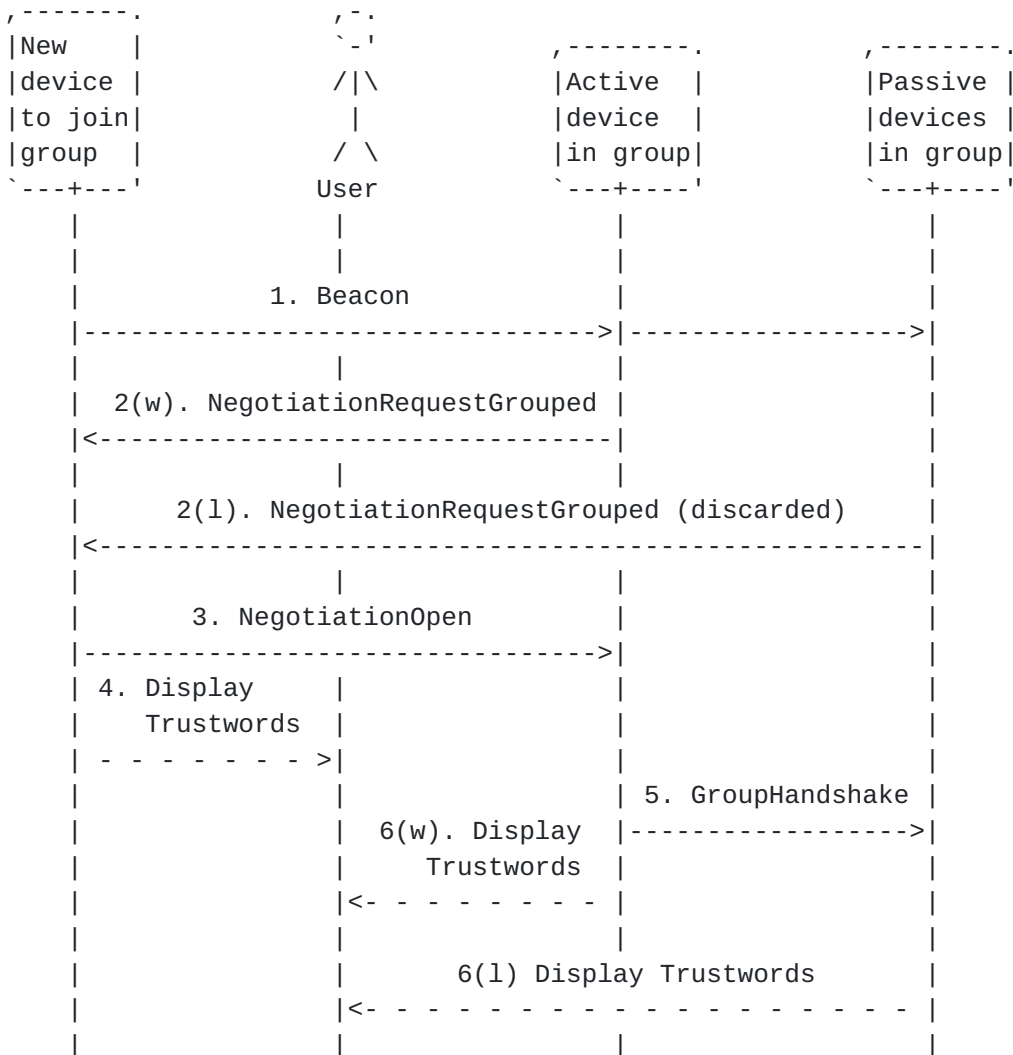 New
device
to join
group
User
Active
device
in group
Passive
devices
in group
1. Beacon
2(w). NegotiationRequestGrouped
2(l). NegotiationRequestGrouped (discarded)
3. NegotiationOpen
4. Display
Trustwords
5. GroupHandshake
6(w). Display
Trustwords
6(l) Display Trustwords